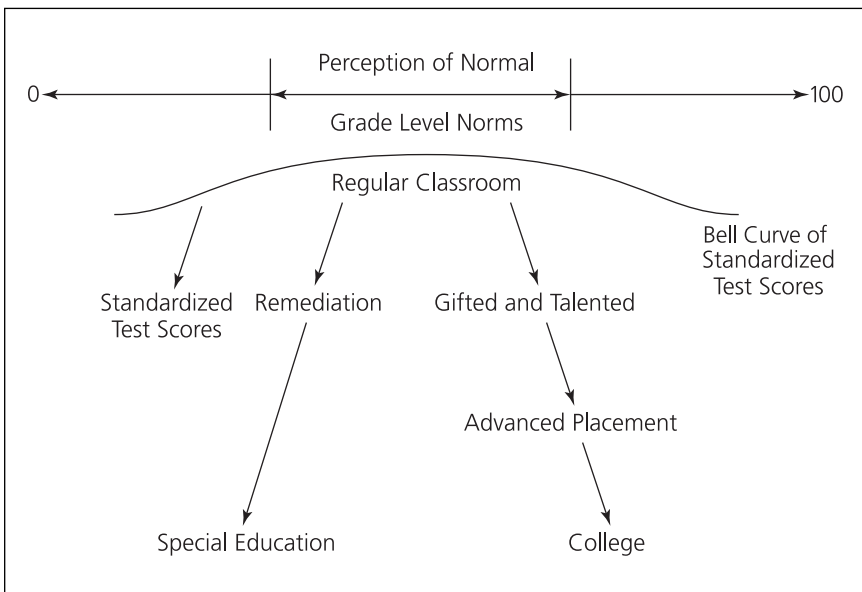 Perception of Normal
0
100
Grade Level Norms
Regular Classroom
Bell Curve of
Standardized
Test Scores
Standardized
Test Scores
Remediation
Gifted and Talented
Advanced Placement
Special Education
College